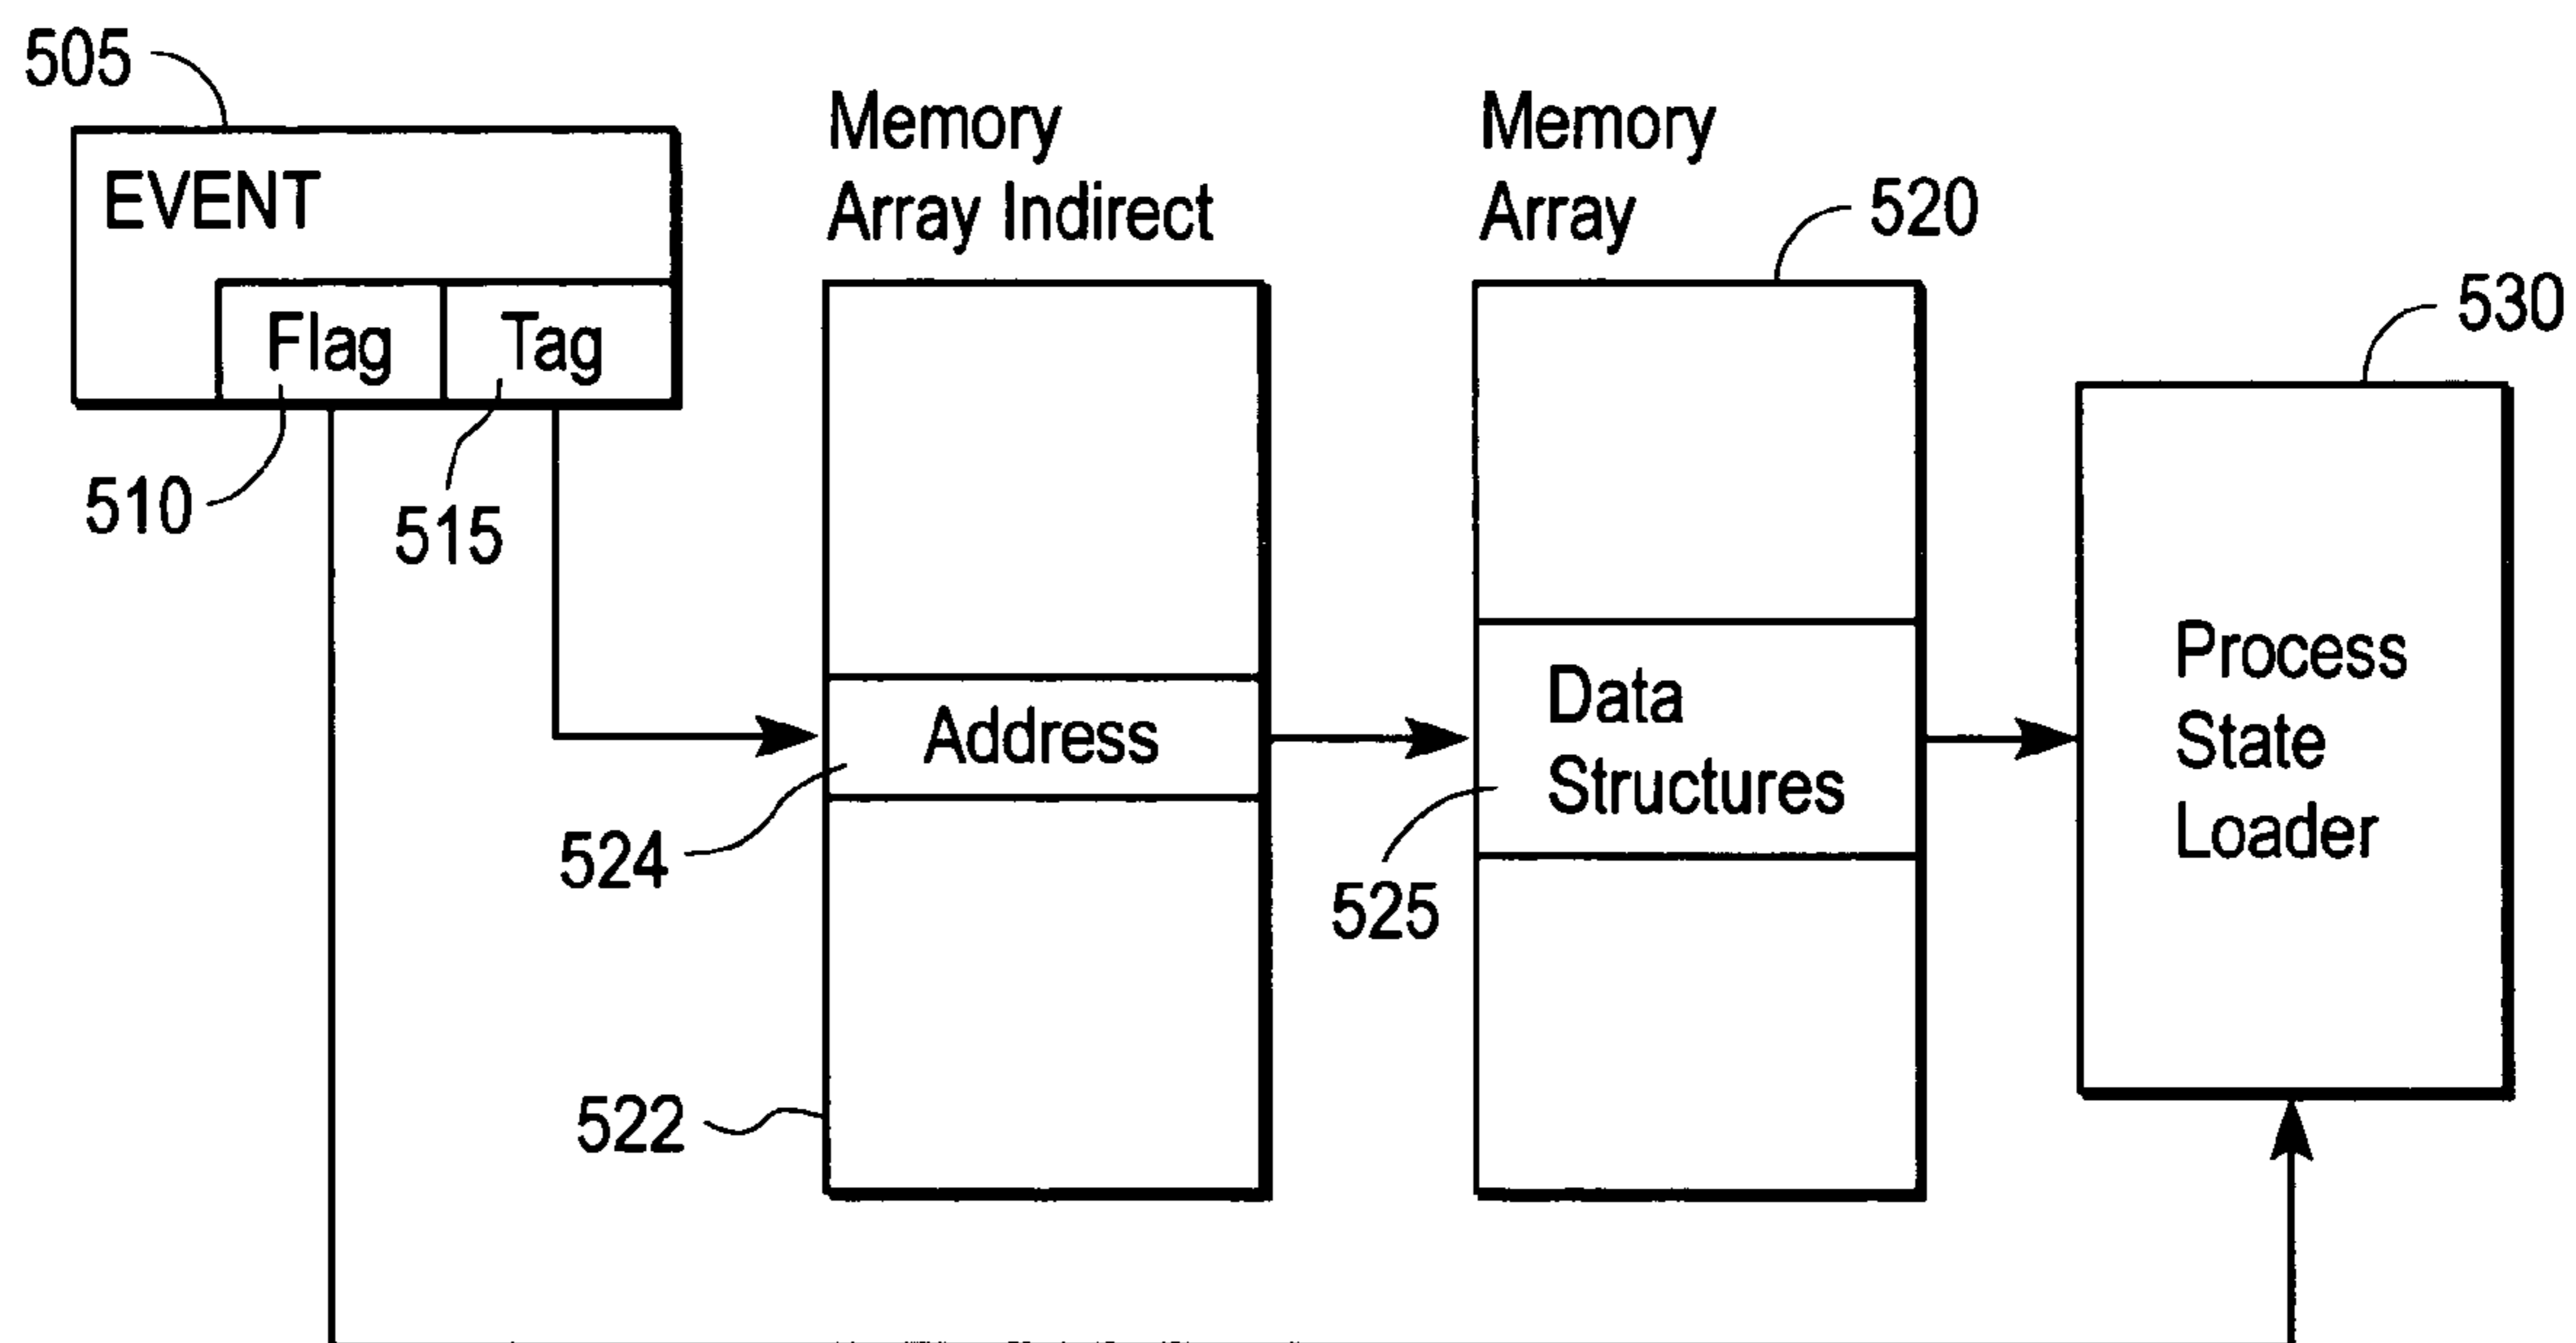 505
EVENT
Flag
Tag
510
515
Memory
Array Indirect
Address
524
522
Memory
Array
520
Data
Structures
525
530
Process
State
Loader